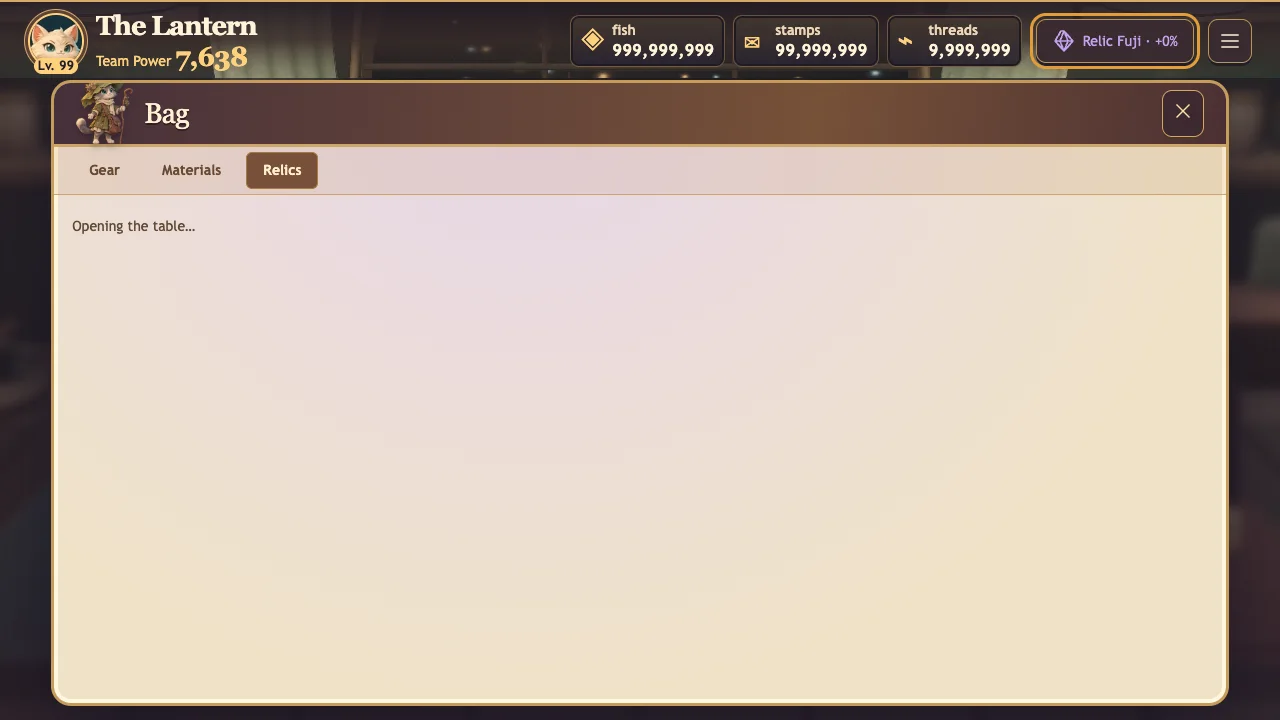 The Lantern
Team Power 7,638
Lv. 99
fish
999,999,999
stamps
99,999,999
threads
9,999,999
Relic Fuji · +0%
Bag
Gear
Materials
Relics
Opening the table...